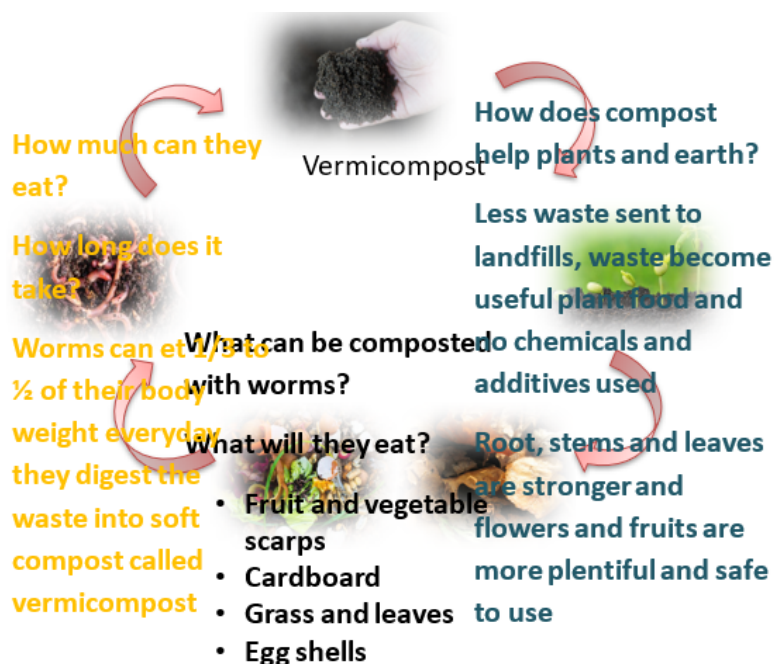 Vermicompost
How much can they
eat?
How long does it
take?
Worms can et 1/3 to
½ of their body
weight everyday
they digest the
waste into soft
compost called
vermicompost
What can be composted
with worms?
What will they eat?
• Fruit and vegetable
scarps
• Cardboard
• Grass and leaves
• Egg shells
How does compost
help plants and earth?
Less waste sent to
landfills, waste become
useful plant food and
no chemicals and
additives used
Root, stems and leaves
are stronger and
flowers and fruits are
more plentiful and safe
to use